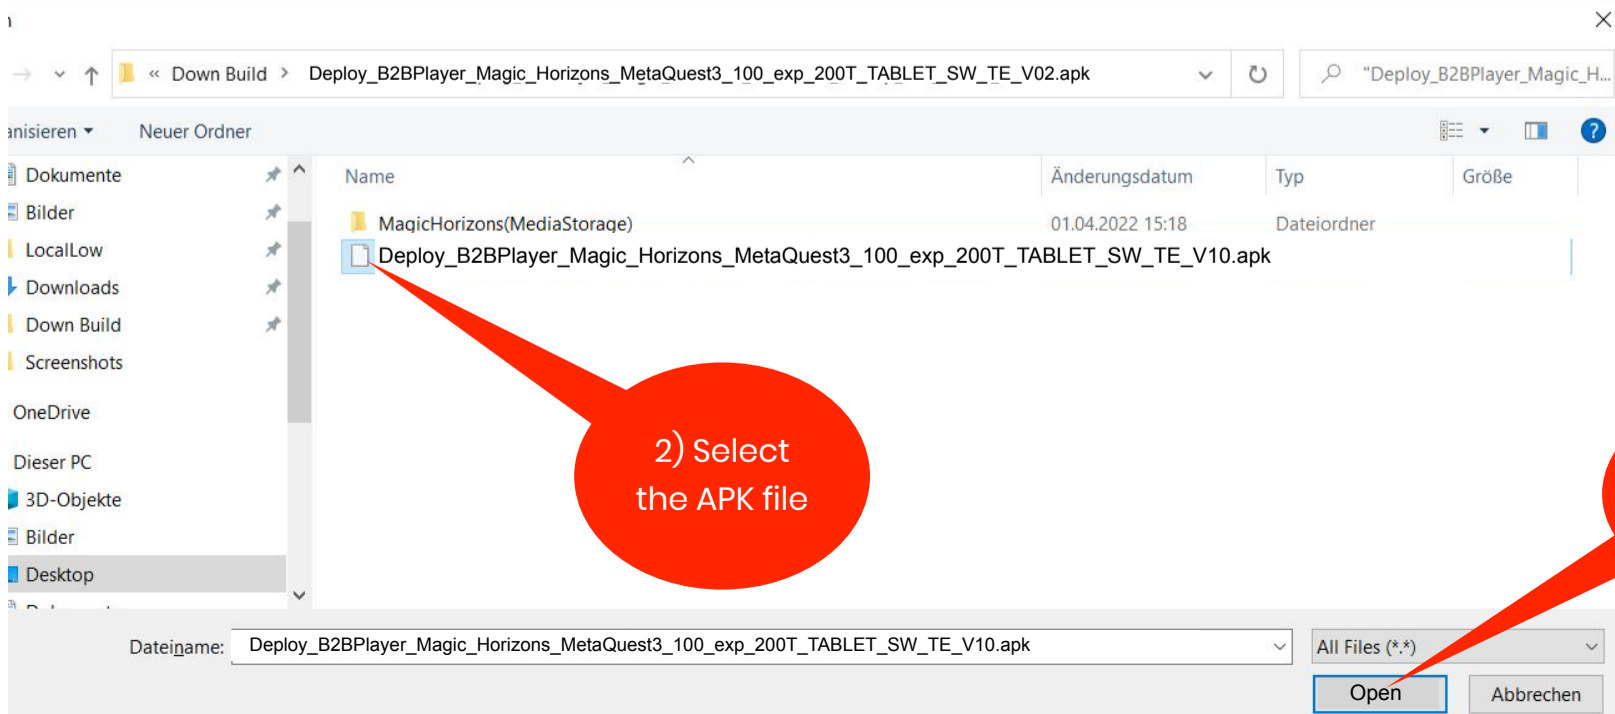 « Down Build > Deploy_B2BPlayer_Magic_Horizons_MetaQuest3_100_exp_200T_TABLET_SW_TE_V02.apk "Deploy_B2BPlayer_Magic_H...
anisieren Neuer Ordner
Dokumente
Bilder
LocalLow
Downloads
Down Build
Screenshots
OneDrive
Dieser PC
3D-Objekte
Bilder
Desktop
Name Änderungsdatum Typ Größe
MagicHorizons(MediaStorage) 01.04.2022 15:18 Dateiordner
Deploy_B2BPlayer_Magic_Horizons_MetaQuest3_100_exp_200T_TABLET_SW_TE_V10.apk
2) Select
the APK file
Dateiname: Deploy_B2BPlayer_Magic_Horizons_MetaQuest3_100_exp_200T_TABLET_SW_TE_V10.apk All Files (*.*)
Open Abbrechen